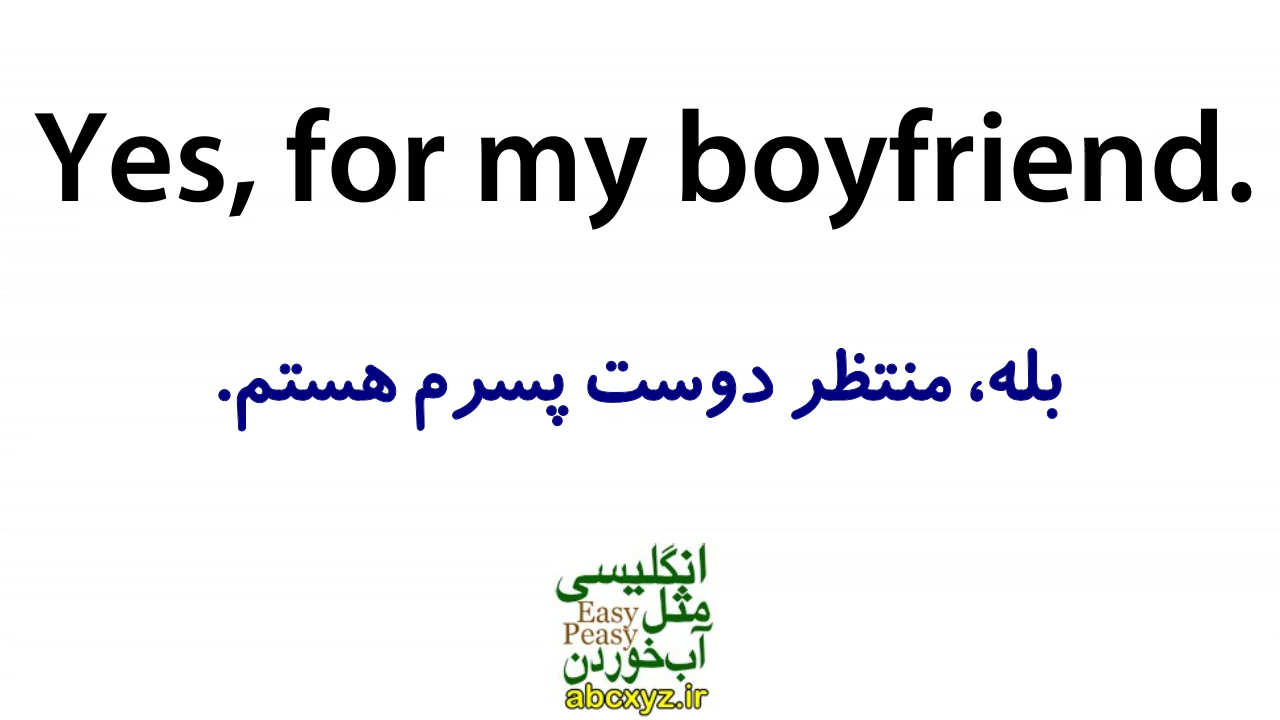 Yes, for my boyfriend.
بله، منتظر دوست پسرم هستم.
انگلیسی
مثل Easy
Peasy
آب‌خوردن
abcxyz.ir